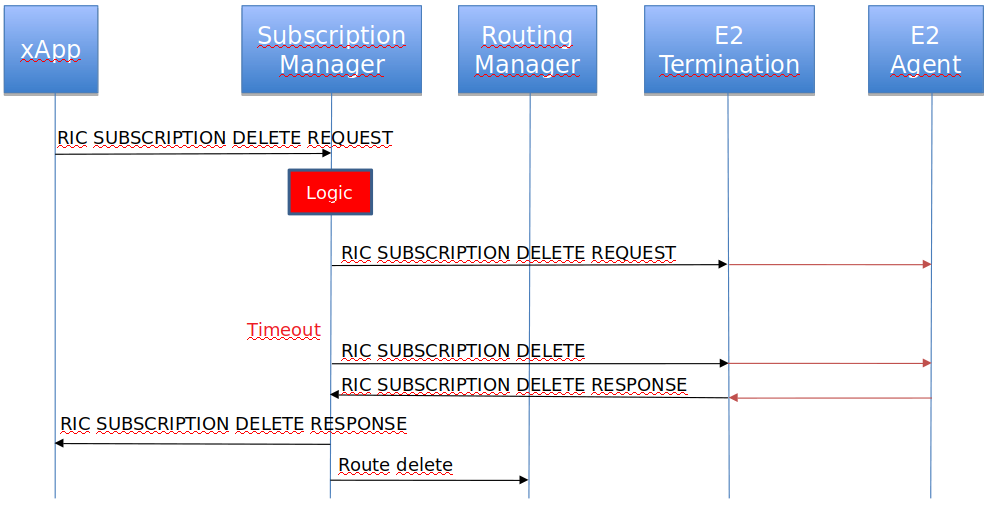 xApp
Subscription
Manager
Routing
Manager
E2
Termination
E2
Agent
RIC SUBSCRIPTION DELETE REQUEST
Logic
RIC SUBSCRIPTION DELETE REQUEST
Timeout
RIC SUBSCRIPTION DELETE
RIC SUBSCRIPTION DELETE RESPONSE
RIC SUBSCRIPTION DELETE RESPONSE
Route delete